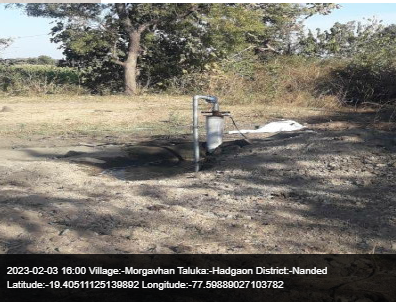 2023-02-03 16:00 Village:-Morgavhan Taluka:-Hadgaon District:-Nanded
Latitude:-19.40511125139892 Longitude:-77.59889027103782